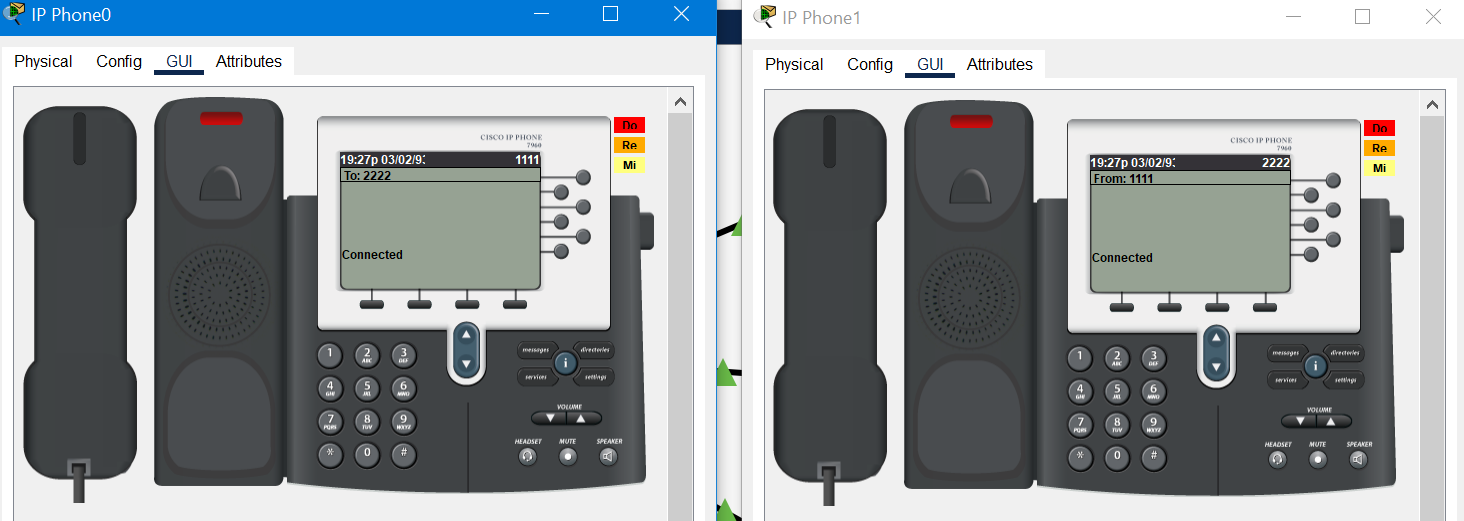 IP Phone0
Physical Config GUI Attributes
CISCO IP PHONE
7960
19:27p 03/02/9 1111
To: 2222
Connected
Do
Re
Mi
1 2 ABC 3 DEF
4 GHI 5 JKL 6 MNO
7 PQRS 8 TUV 9 WXYZ
* 0 #
messages directories
i
services settings
VOLUME
HEADSET MUTE SPEAKER
IP Phone1
Physical Config GUI Attributes
CISCO IP PHONE
7960
19:27p 03/02/9 2222
From: 1111
Connected
Do
Re
Mi
1 2 ABC 3 DEF
4 GHI 5 JKL 6 MNO
7 PQRS 8 TUV 9 WXYZ
* 0 #
messages directories
i
services settings
VOLUME
HEADSET MUTE SPEAKER